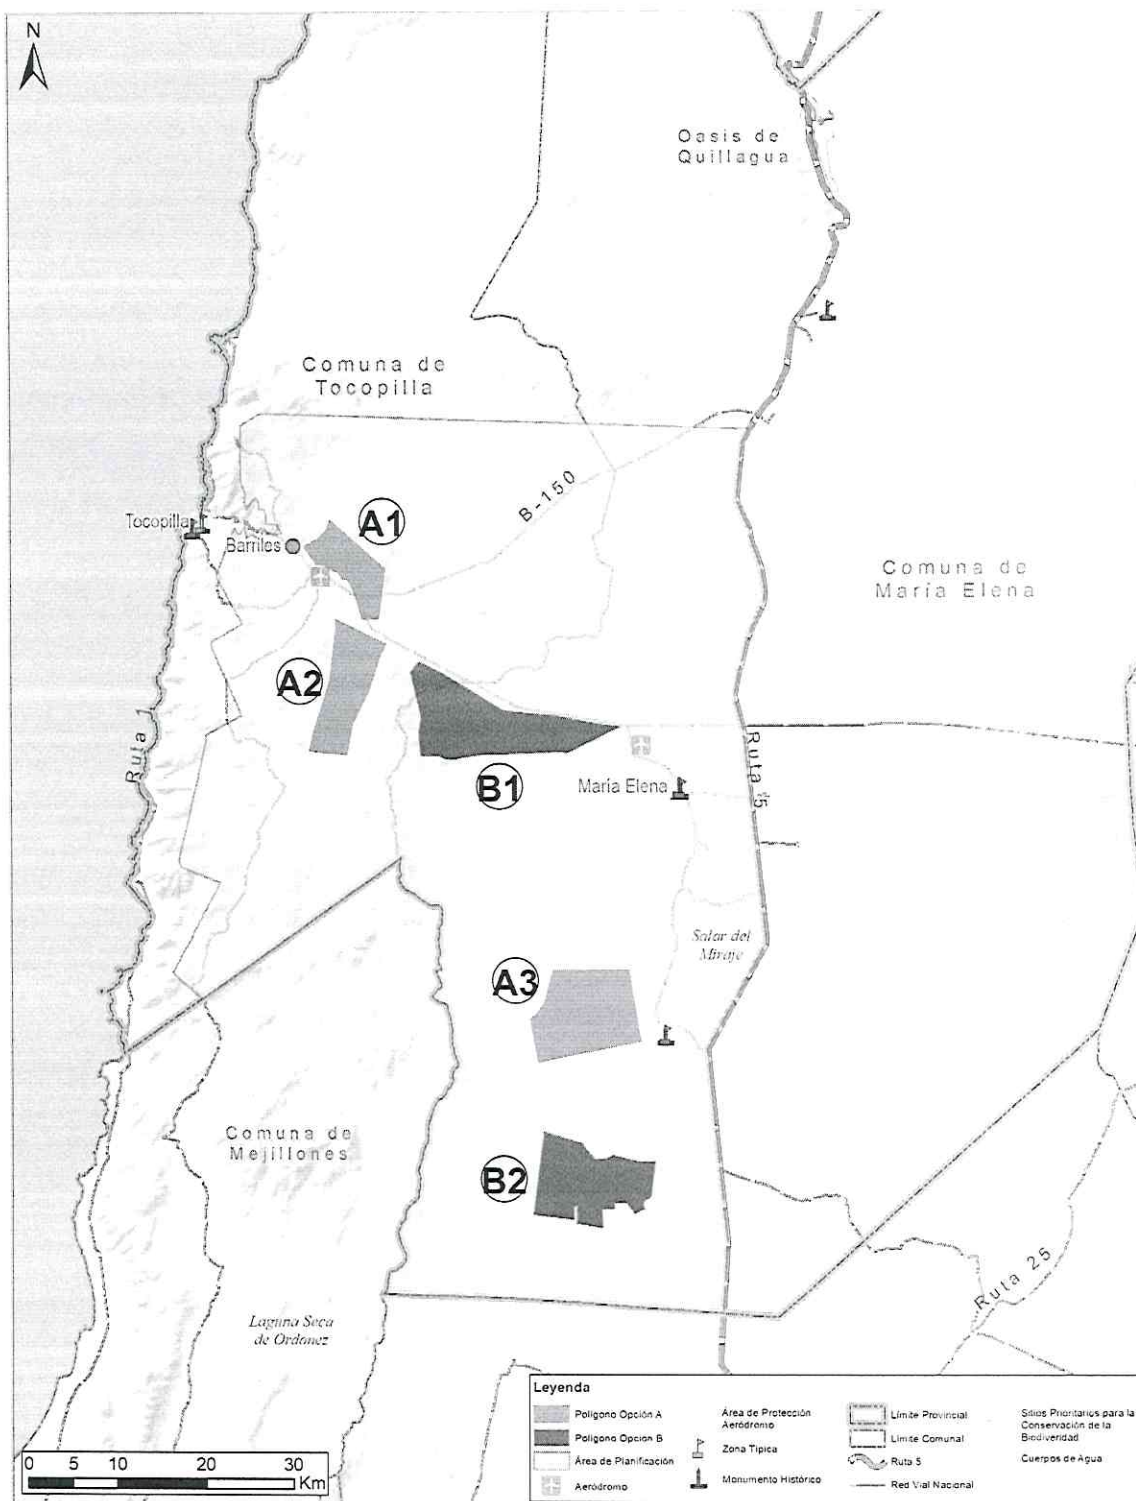 N
Oasis de
Quillagua
Comuna de
Tocopilla
B-150
Tocopilla
A1
Barriles
Comuna de
María Elena
A2
Ruta 1
B1
María Elena
Ruta 5
Salar del
Miraje
A3
Comuna de
Mejillones
B2
Ruta 25
Laguna Seca
de Ordonez
Leyenda
Polígono Opción A
Polígono Opción B
Área de Planificación
Aeródromo
Área de Protección
Aeródromo
Zona Típica
Monumento Histórico
Límite Provincial
Límite Comunal
Ruta 5
Red Vial Nacional
Sitios Prioritarios para la
Conservación de la
Biodiversidad
Cuerpos de Agua
0 5 10 20 30
Km